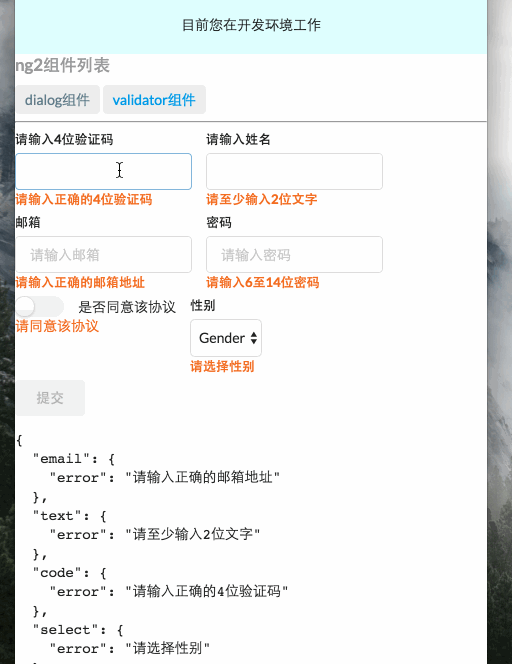 目前您在开发环境工作
ng2组件列表
dialog组件 validator组件
请输入4位验证码 请输入姓名
请输入正确的4位验证码 请至少输入2位文字
邮箱 密码
请输入邮箱 请输入密码
请输入正确的邮箱地址 请输入6至14位密码
是否同意该协议 性别
请同意该协议
Gender
请选择性别
提交
{
  "email": {
    "error": "请输入正确的邮箱地址"
  },
  "text": {
    "error": "请至少输入2位文字"
  },
  "code": {
    "error": "请输入正确的4位验证码"
  },
  "select": {
    "error": "请选择性别"